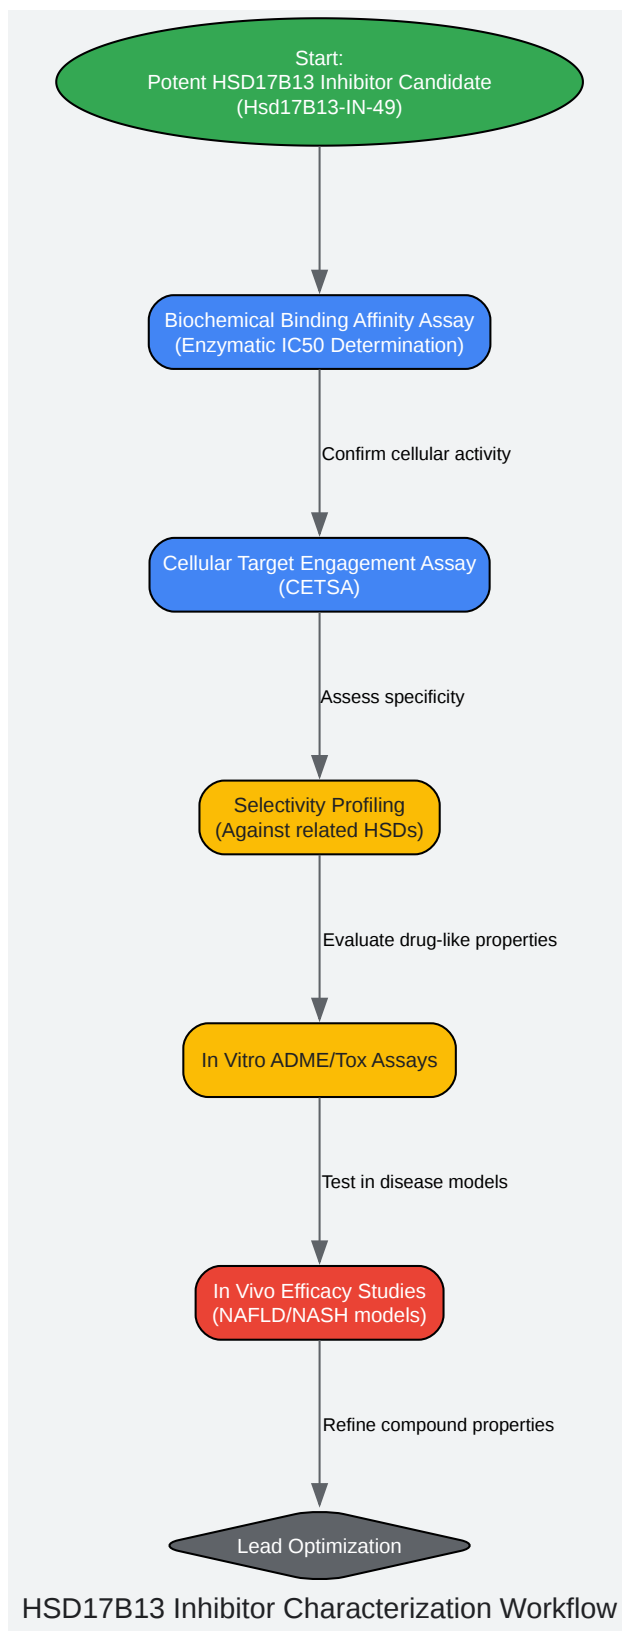 Start:
Potent HSD17B13 Inhibitor Candidate
(Hsd17B13-IN-49)
Biochemical Binding Affinity Assay
(Enzymatic IC50 Determination)
Confirm cellular activity
Cellular Target Engagement Assay
(CETSA)
Assess specificity
Selectivity Profiling
(Against related HSDs)
Evaluate drug-like properties
In Vitro ADME/Tox Assays
Test in disease models
In Vivo Efficacy Studies
(NAFLD/NASH models)
Refine compound properties
Lead Optimization
HSD17B13 Inhibitor Characterization Workflow